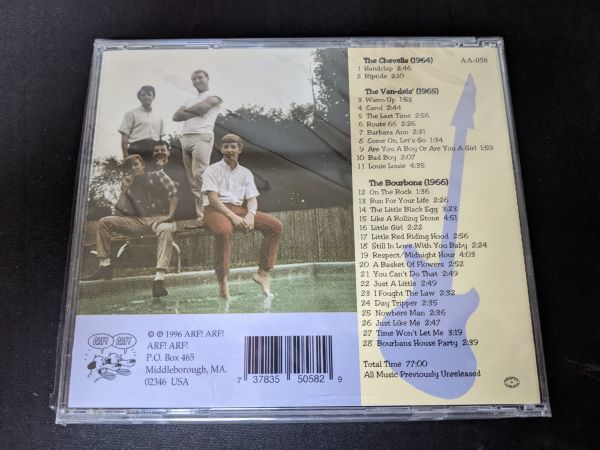 The Chevells (1964) AA-058
1 Handclap 2:46
2 Riptide 2:10
The Van-dels' (1965)
3 Warm Up 1:53
4 Carol 2:44
5 The Last Time 2:56
6 Route 66 2:26
7 Barbara Ann 2:31
8 Come On, Let's Go 1:34
9 Are You A Boy Or Are You A Girl 1:59
10 Bad Boy 2:07
11 Louie Louie 4:35
The Bourbons (1966)
12 On The Rock 1:36
13 Run For Your Life 2:26
14 The Little Black Egg 3:23
15 Like A Rolling Stone 4:51
16 Little Girl 2:22
17 Little Red Riding Hood 2:56
18 Still In Love With You Baby 2:24
19 Respect/Midnight Hour 4:03
20 A Basket Of Flowers 2:52
21 You Can't Do That 2:49
22 Just A Little 2:49
23 I Fought The Law 2:32
24 Day Tripper 2:35
25 Nowhere Man 2:36
26 Just Like Me 2:47
27 Time Won't Let Me 3:19
28 Bourbans House Party 2:39
Total Time 77:00
All Music Previously Unreleased
ARF! ARF!
© ℗ 1996 ARF! ARF!
ARF! ARF!
P.O. Box 465
Middleborough, MA.
02346 USA
7 37835 50582 9